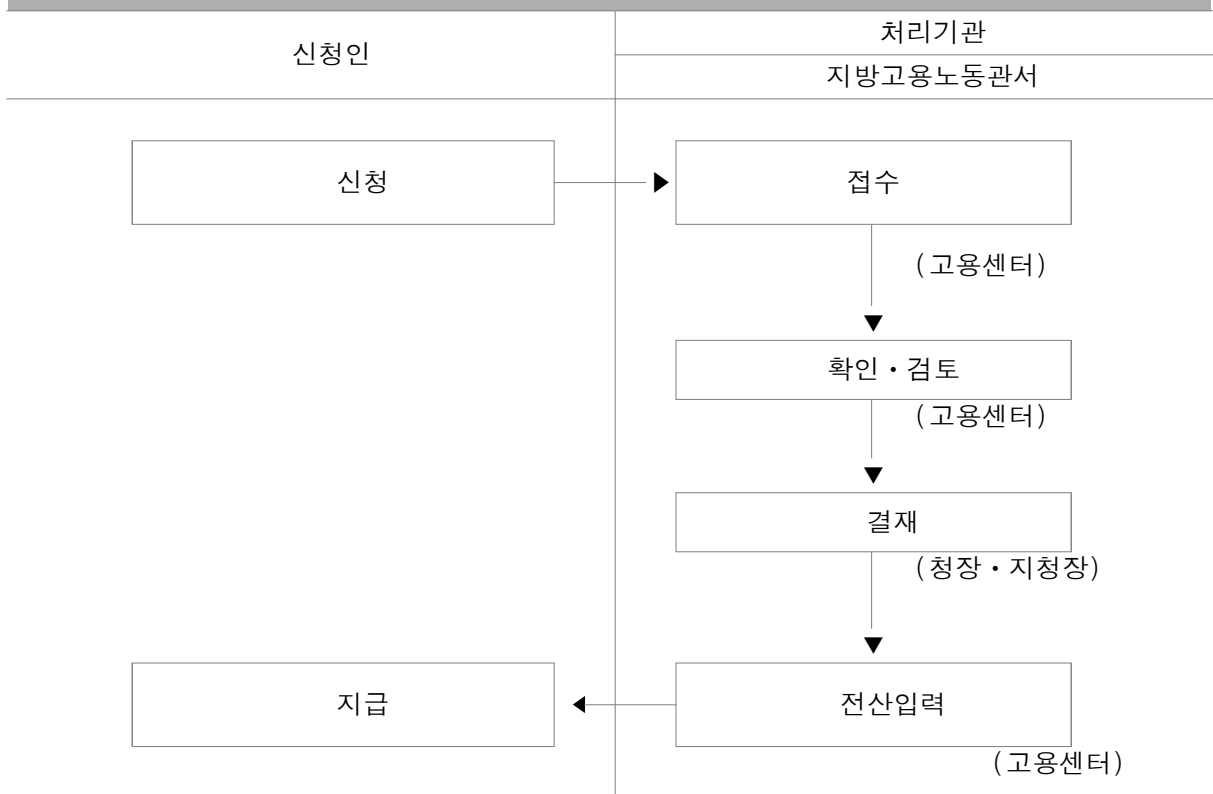 신청인
처리기관
지방고용노동관서
신청
접수
(고용센터)
확인·검토
(고용센터)
결재
(청장·지청장)
지급
전산입력
(고용센터)